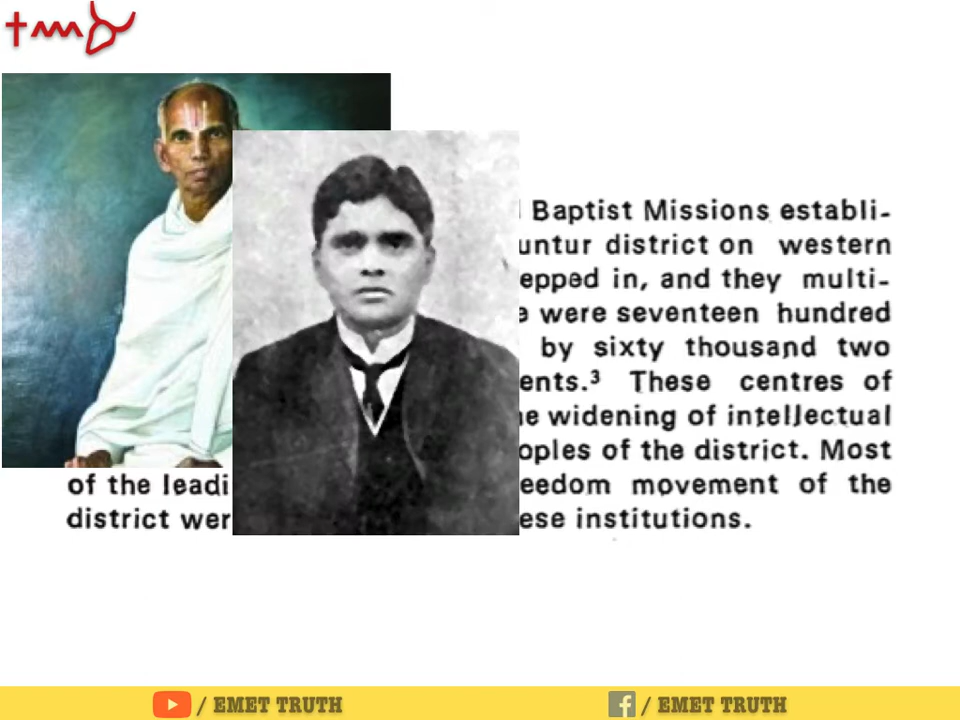 Baptist Missions establi-
untur district on western
epped in, and they multi-
e were seventeen hundred
by sixty thousand two
ents.³ These centres of
e widening of intellectual
oples of the district. Most
of the leadi eedom movement of the
district wer ese institutions.
/ EMET TRUTH
/ EMET TRUTH